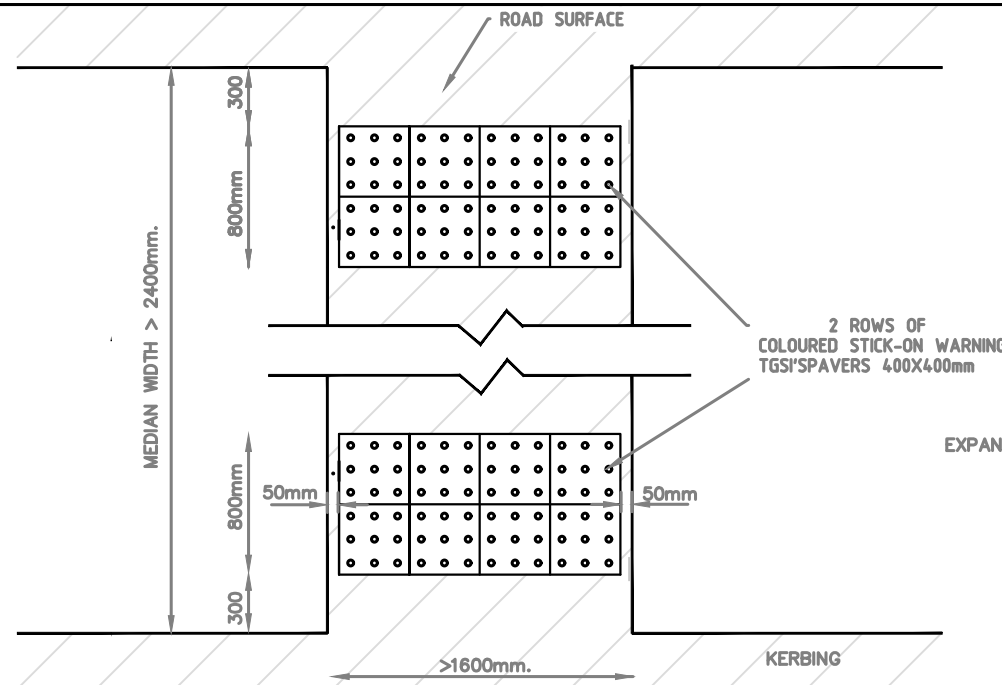 ROAD SURFACE
300
800mm
MEDIAN WIDTH > 2400mm.
2 ROWS OF
COLOURED STICK-ON WARNING
TGSI'SPAVERS 400X400mm
EXPAN
800mm
50mm
50mm
300
KERBING
>1600mm.